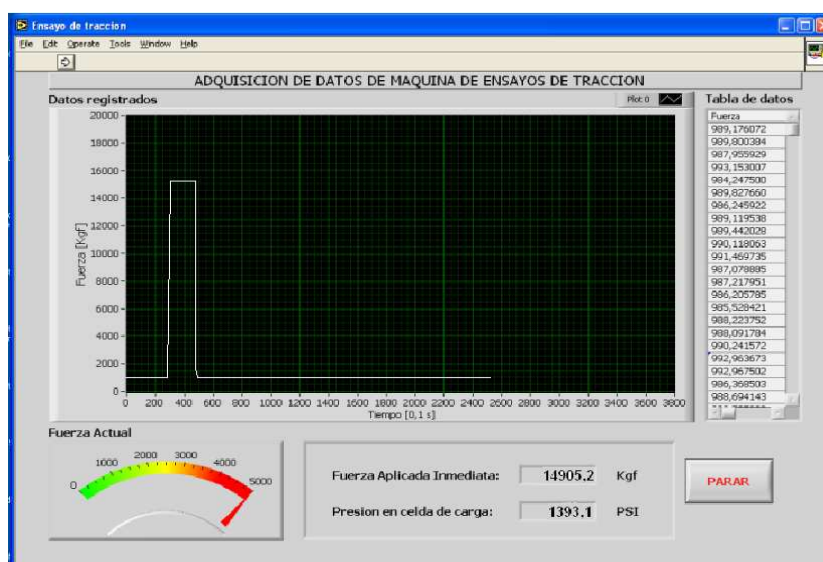 Ensayo de traccion
File Edit Operate Tools Window Help
ADQUISICION DE DATOS DE MAQUINA DE ENSAYOS DE TRACCION
Datos registrados
Plot 0
Tabla de datos
20000
18000
16000
14000
12000
10000
8000
6000
4000
2000
0
Fuerza [Kgf]
0 200 400 600 800 1000 1200 1400 1600 1800 2000 2200 2400 2600 2800 3000 3200 3400 3600 3800
Tiempo [0,1 s]
Fuerza
989,176072
989,800384
987,955929
993,153007
984,247500
989,827660
986,245922
989,119538
989,442028
990,118063
991,469735
987,078885
987,217951
986,205785
985,528421
988,223752
988,091784
990,241572
992,963673
992,967502
986,368503
988,694143
Fuerza Actual
0 1000 2000 3000 4000 5000
Fuerza Aplicada Inmediata: 14905,2 Kgf
Presion en celda de carga: 1393,1 PSI
PARAR